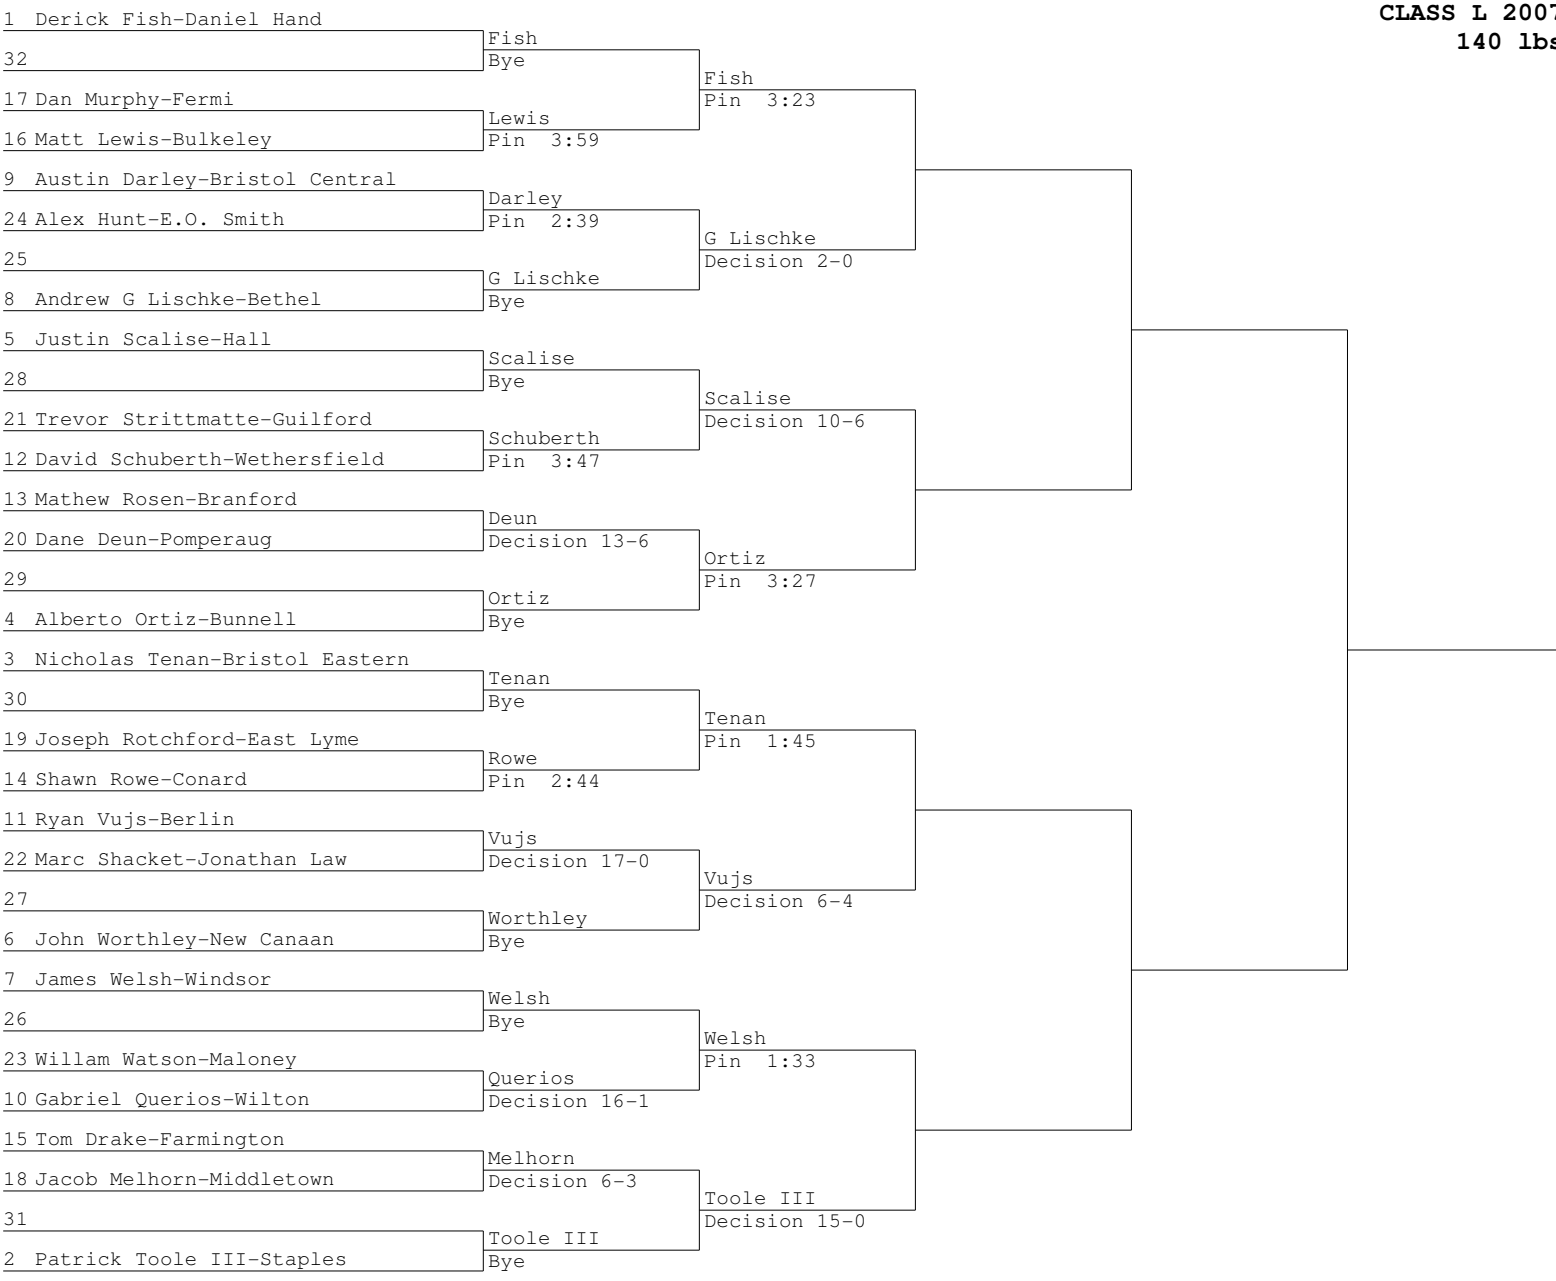 CLASS L 2007
140 lbs
1 Derick Fish-Daniel Hand
32
17 Dan Murphy-Fermi
16 Matt Lewis-Bulkeley
9 Austin Darley-Bristol Central
24 Alex Hunt-E.O. Smith
25
8 Andrew G Lischke-Bethel
5 Justin Scalise-Hall
28
21 Trevor Strittmatte-Guilford
12 David Schuberth-Wethersfield
13 Mathew Rosen-Branford
20 Dane Deun-Pomperaug
29
4 Alberto Ortiz-Bunnell
3 Nicholas Tenan-Bristol Eastern
30
19 Joseph Rotchford-East Lyme
14 Shawn Rowe-Conard
11 Ryan Vujs-Berlin
22 Marc Shacket-Jonathan Law
27
6 John Worthley-New Canaan
7 James Welsh-Windsor
26
23 Willam Watson-Maloney
10 Gabriel Querios-Wilton
15 Tom Drake-Farmington
18 Jacob Melhorn-Middletown
31
2 Patrick Toole III-Staples
Fish
Bye
Lewis
Pin 3:59
Darley
Pin 2:39
G Lischke
Bye
Scalise
Bye
Schuberth
Pin 3:47
Deun
Decision 13-6
Ortiz
Bye
Tenan
Bye
Rowe
Pin 2:44
Vujs
Decision 17-0
Worthley
Bye
Welsh
Bye
Querios
Decision 16-1
Melhorn
Decision 6-3
Toole III
Bye
Fish
Pin 3:23
G Lischke
Decision 2-0
Scalise
Decision 10-6
Ortiz
Pin 3:27
Tenan
Pin 1:45
Vujs
Decision 6-4
Welsh
Pin 1:33
Toole III
Decision 15-0